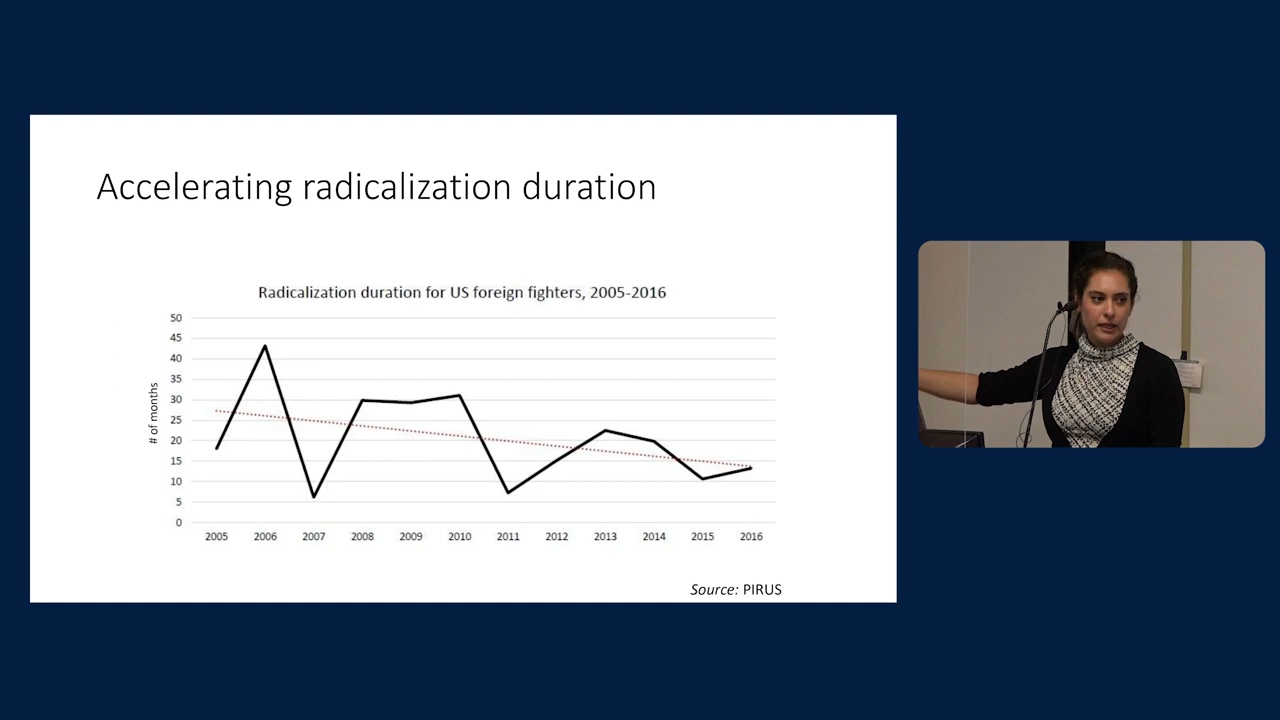 Accelerating radicalization duration
Radicalization duration for US foreign fighters, 2005-2016
# of months
50
45
40
35
30
25
20
15
10
5
0
2005 2006 2007 2008 2009 2010 2011 2012 2013 2014 2015 2016
Source: PIRUS